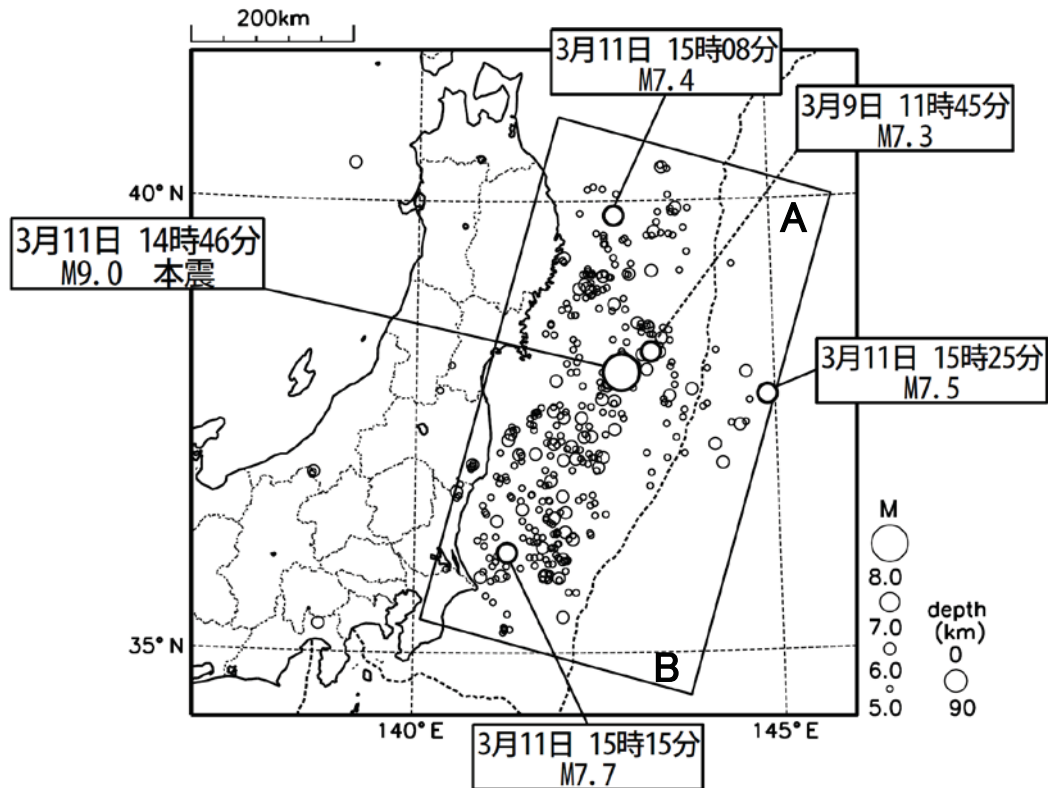 200km
3月11日 15時08分
M7.4
3月9日 11時45分
M7.3
40°N
A
3月11日 14時46分
M9.0 本震
3月11日 15時25分
M7.5
M
8.0
7.0
6.0
5.0
depth
(km)
0
90
35°N
B
140°E
145°E
3月11日 15時15分
M7.7